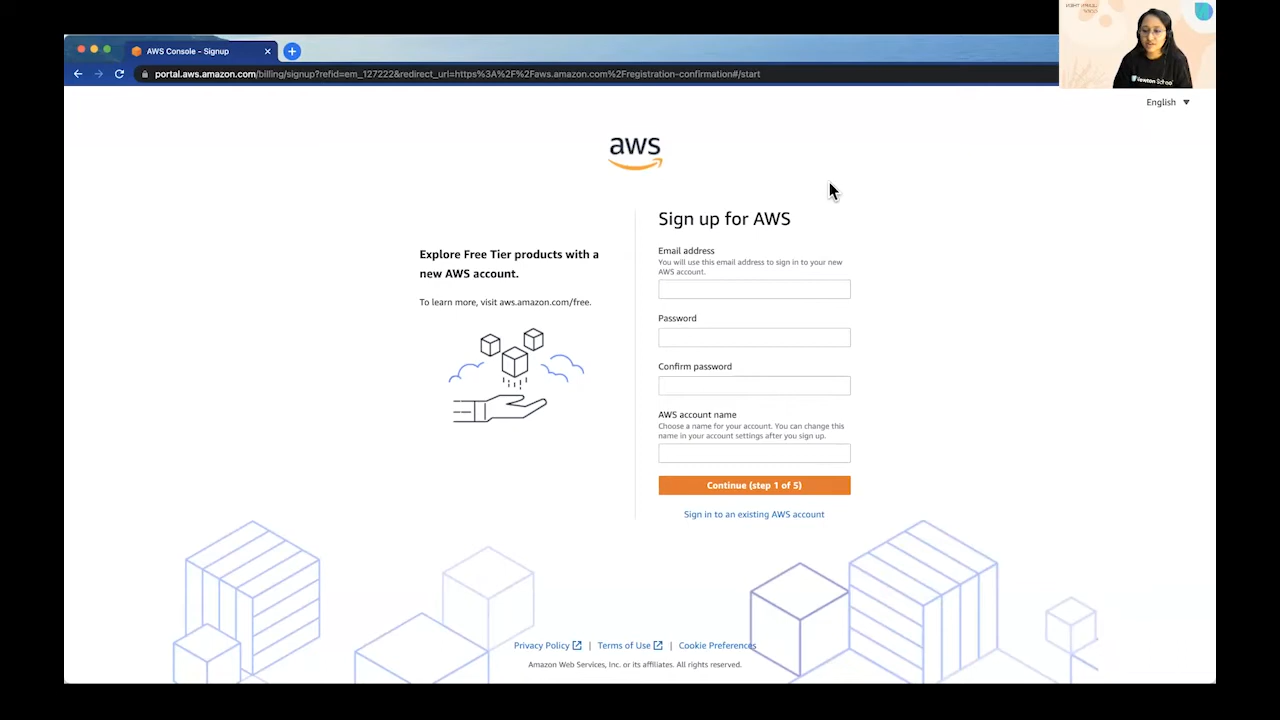 AWS Console - Signup
portal.aws.amazon.com/billing/signup?refid=em_127222&redirect_url=https%3A%2F%2Faws.amazon.com%2Fregistration-confirmation#/start
English
aws
Sign up for AWS
Explore Free Tier products with a
new AWS account.
To learn more, visit aws.amazon.com/free.
Email address
You will use this email address to sign in to your new
AWS account.
Password
Confirm password
AWS account name
Choose a name for your account. You can change this
name in your account settings after you sign up.
Continue (step 1 of 5)
Sign in to an existing AWS account
Privacy Policy | Terms of Use | Cookie Preferences
Amazon Web Services, Inc. or its affiliates. All rights reserved.